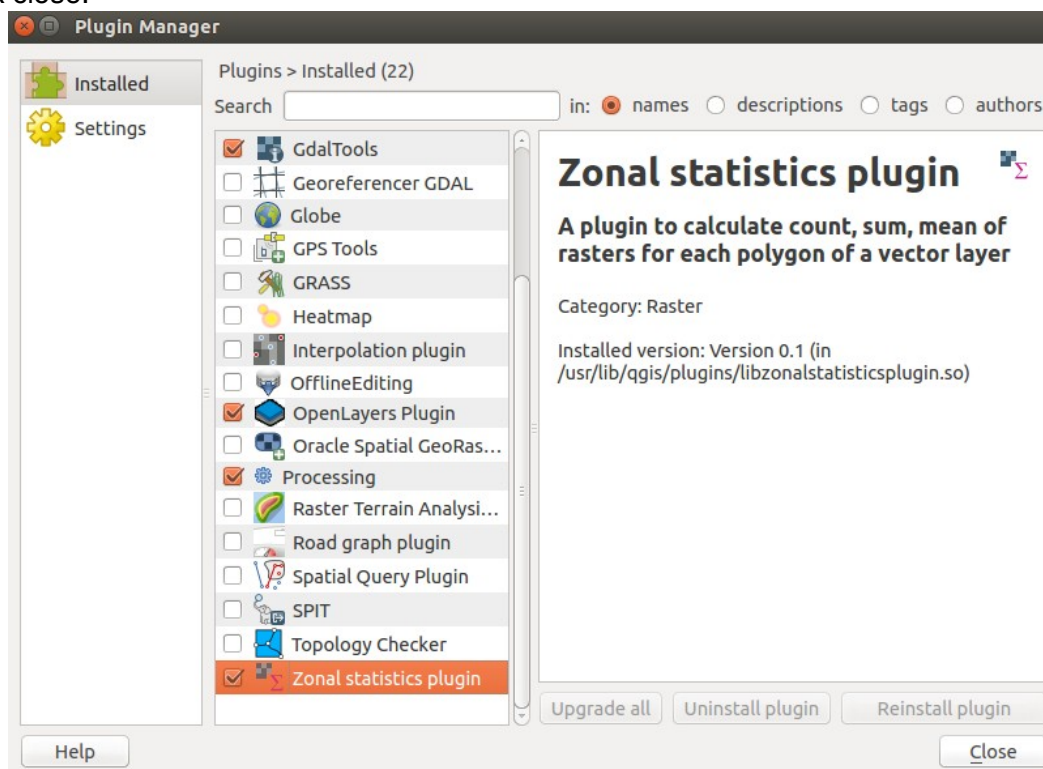 Plugin Manager
Installed
Settings
Plugins > Installed (22)
Search in: names descriptions tags authors
GdalTools
Georeferencer GDAL
Globe
GPS Tools
GRASS
Heatmap
Interpolation plugin
OfflineEditing
OpenLayers Plugin
Oracle Spatial GeoRas...
Processing
Raster Terrain Analysi...
Road graph plugin
Spatial Query Plugin
SPIT
Topology Checker
Zonal statistics plugin
Zonal statistics plugin
A plugin to calculate count, sum, mean of
rasters for each polygon of a vector layer
Category: Raster
Installed version: Version 0.1 (in
/usr/lib/qgis/plugins/libzonalstatisticsplugin.so)
Upgrade all Uninstall plugin Reinstall plugin
Help Close